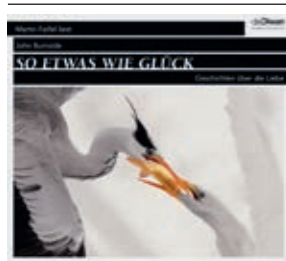 Martin Feifel liest
John Burnside
SO ETWAS WIE GLÜCK
Geschichten über die Liebe